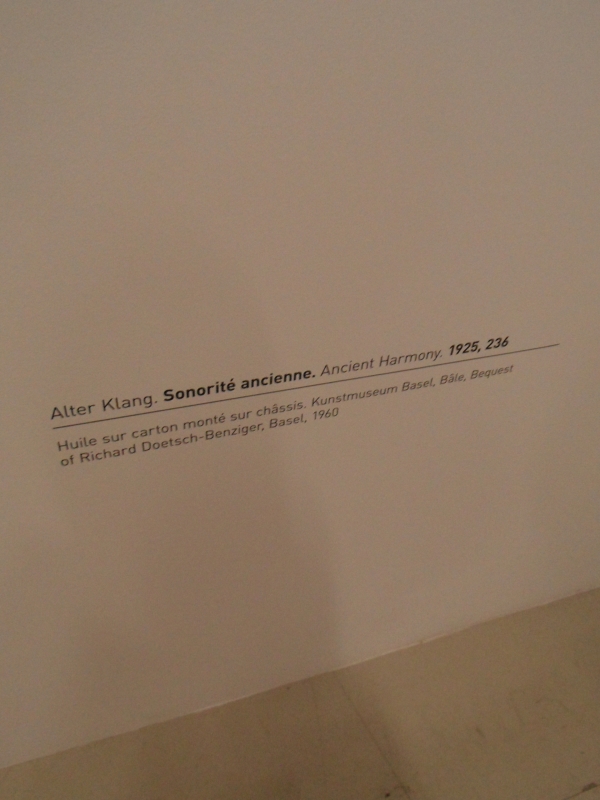 Alter Klang. Sonorité ancienne. Ancient Harmony. 1925, 236
Huile sur carton monté sur châssis. Kunstmuseum Basel, Bâle, Bequest
of Richard Doetsch-Benziger, Basel, 1960